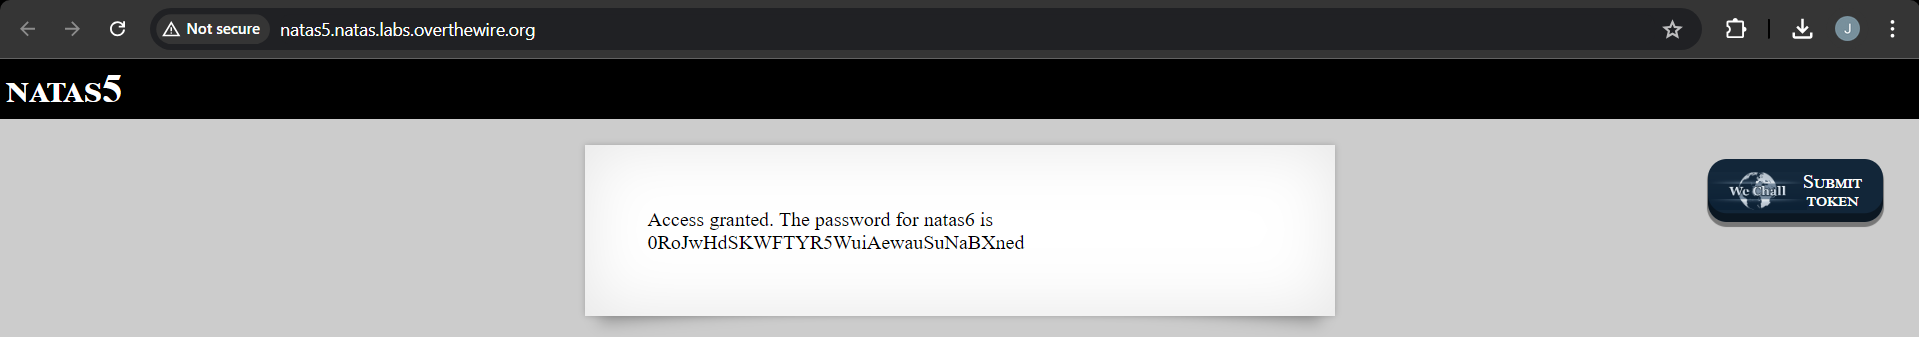 Not secure
natas5.natas.labs.overthewire.org
J
NATAS5
Access granted. The password for natas6 is
0RoJwHdSKWFTYR5WuiAewauSuNaBXned
We Chall
SUBMIT
TOKEN